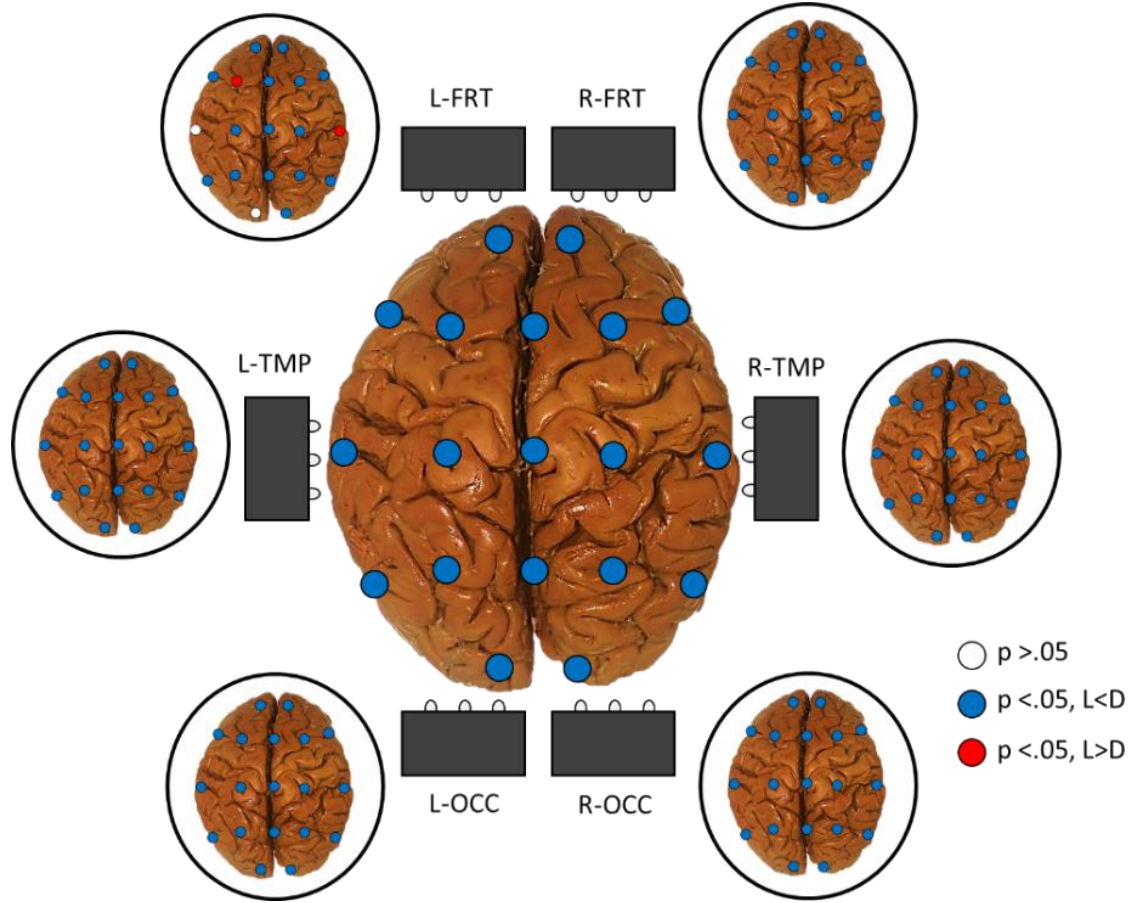 L-FRT
R-FRT
L-TMP
R-TMP
p >.05
p <.05, L<D
p <.05, L>D
L-OCC
R-OCC